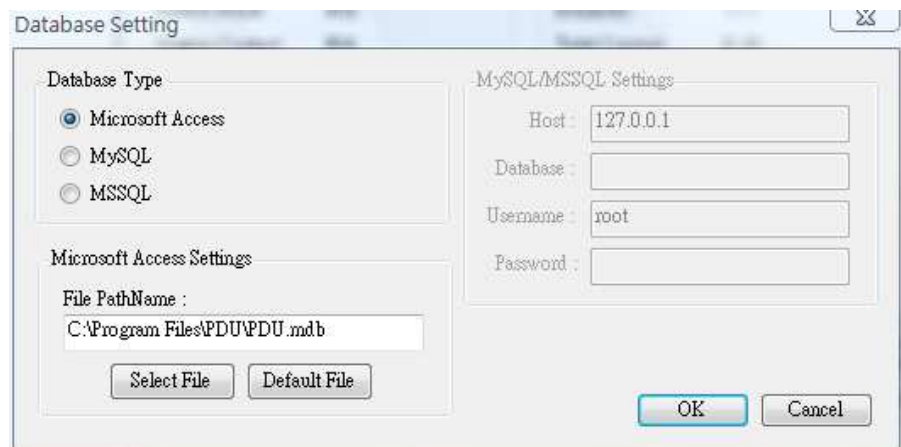 Database Setting
Database Type
Microsoft Access
MySQL
MSSQL
Microsoft Access Settings
File PathName :
C:\Program Files\PDU\PDU.mdb
Select File
Default File
MySQL/MSSQL Settings
Host : 127.0.0.1
Database :
Username : root
Password :
OK
Cancel